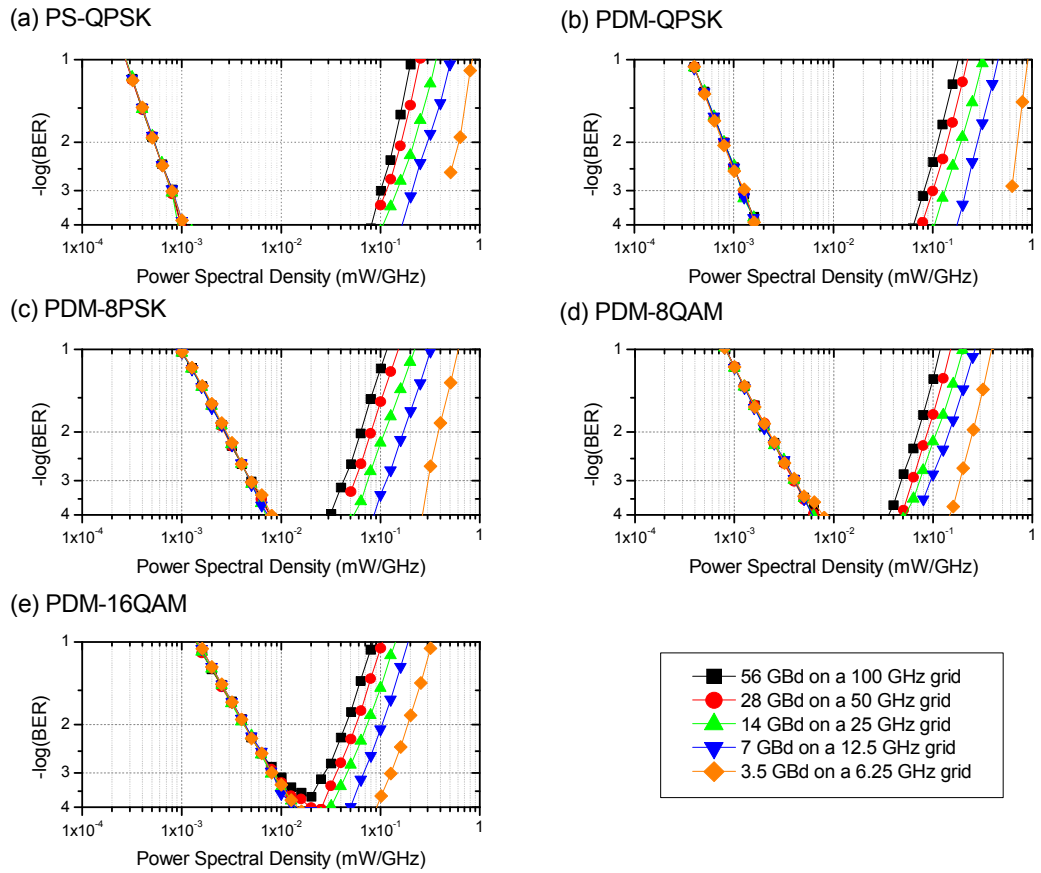 (a) PS-QPSK
1
2
3
4
-log(BER)
1x10-4
1x10-3
1x10-2
1x10-1
1
Power Spectral Density (mW/GHz)
(b) PDM-QPSK
1
2
3
4
-log(BER)
1x10-4
1x10-3
1x10-2
1x10-1
1
Power Spectral Density (mW/GHz)
(c) PDM-8PSK
1
2
3
4
-log(BER)
1x10-4
1x10-3
1x10-2
1x10-1
1
Power Spectral Density (mW/GHz)
(d) PDM-8QAM
1
2
3
4
-log(BER)
1x10-4
1x10-3
1x10-2
1x10-1
1
Power Spectral Density (mW/GHz)
(e) PDM-16QAM
1
2
3
4
-log(BER)
1x10-4
1x10-3
1x10-2
1x10-1
1
Power Spectral Density (mW/GHz)
56 GBd on a 100 GHz grid
28 GBd on a 50 GHz grid
14 GBd on a 25 GHz grid
7 GBd on a 12.5 GHz grid
3.5 GBd on a 6.25 GHz grid